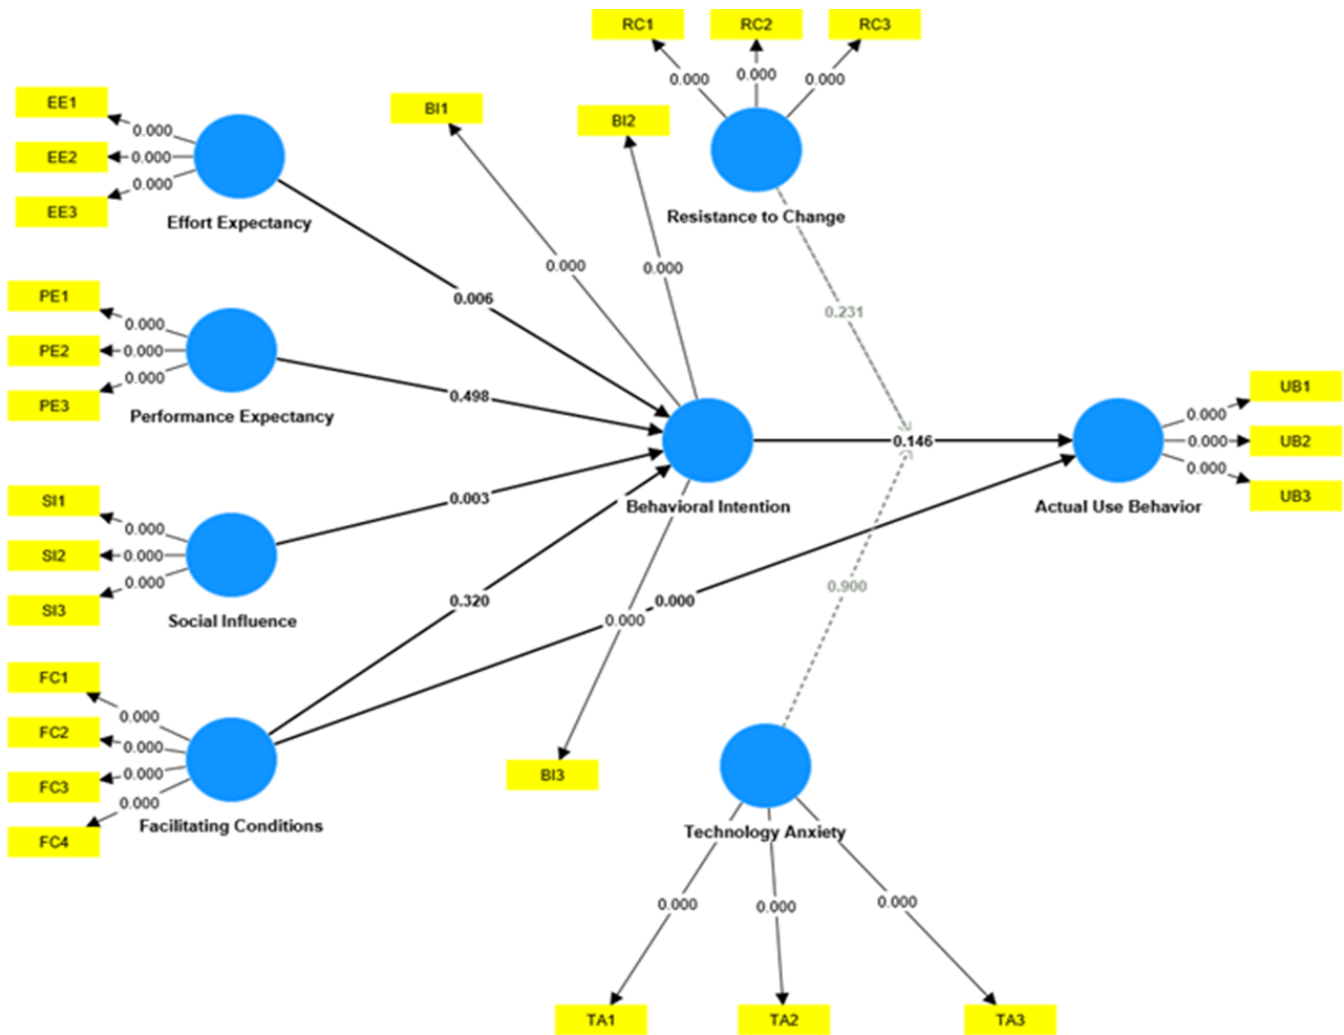 RC1
RC2
RC3
0.000
0.000
0.000
Resistance to Change
EE1
EE2
EE3
0.000
0.000
0.000
Effort Expectancy
BI1
BI2
0.000
0.000
0.006
0.231
PE1
PE2
PE3
0.000
0.000
0.000
Performance Expectancy
0.498
Behavioral Intention
0.146
Actual Use Behavior
0.000
0.000
0.000
UB1
UB2
UB3
SI1
SI2
SI3
0.000
0.000
0.000
Social Influence
0.003
0.320
0.000
0.000
0.900
FC1
FC2
FC3
FC4
0.000
0.000
0.000
0.000
Facilitating Conditions
BI3
Technology Anxiety
0.000
0.000
0.000
TA1
TA2
TA3